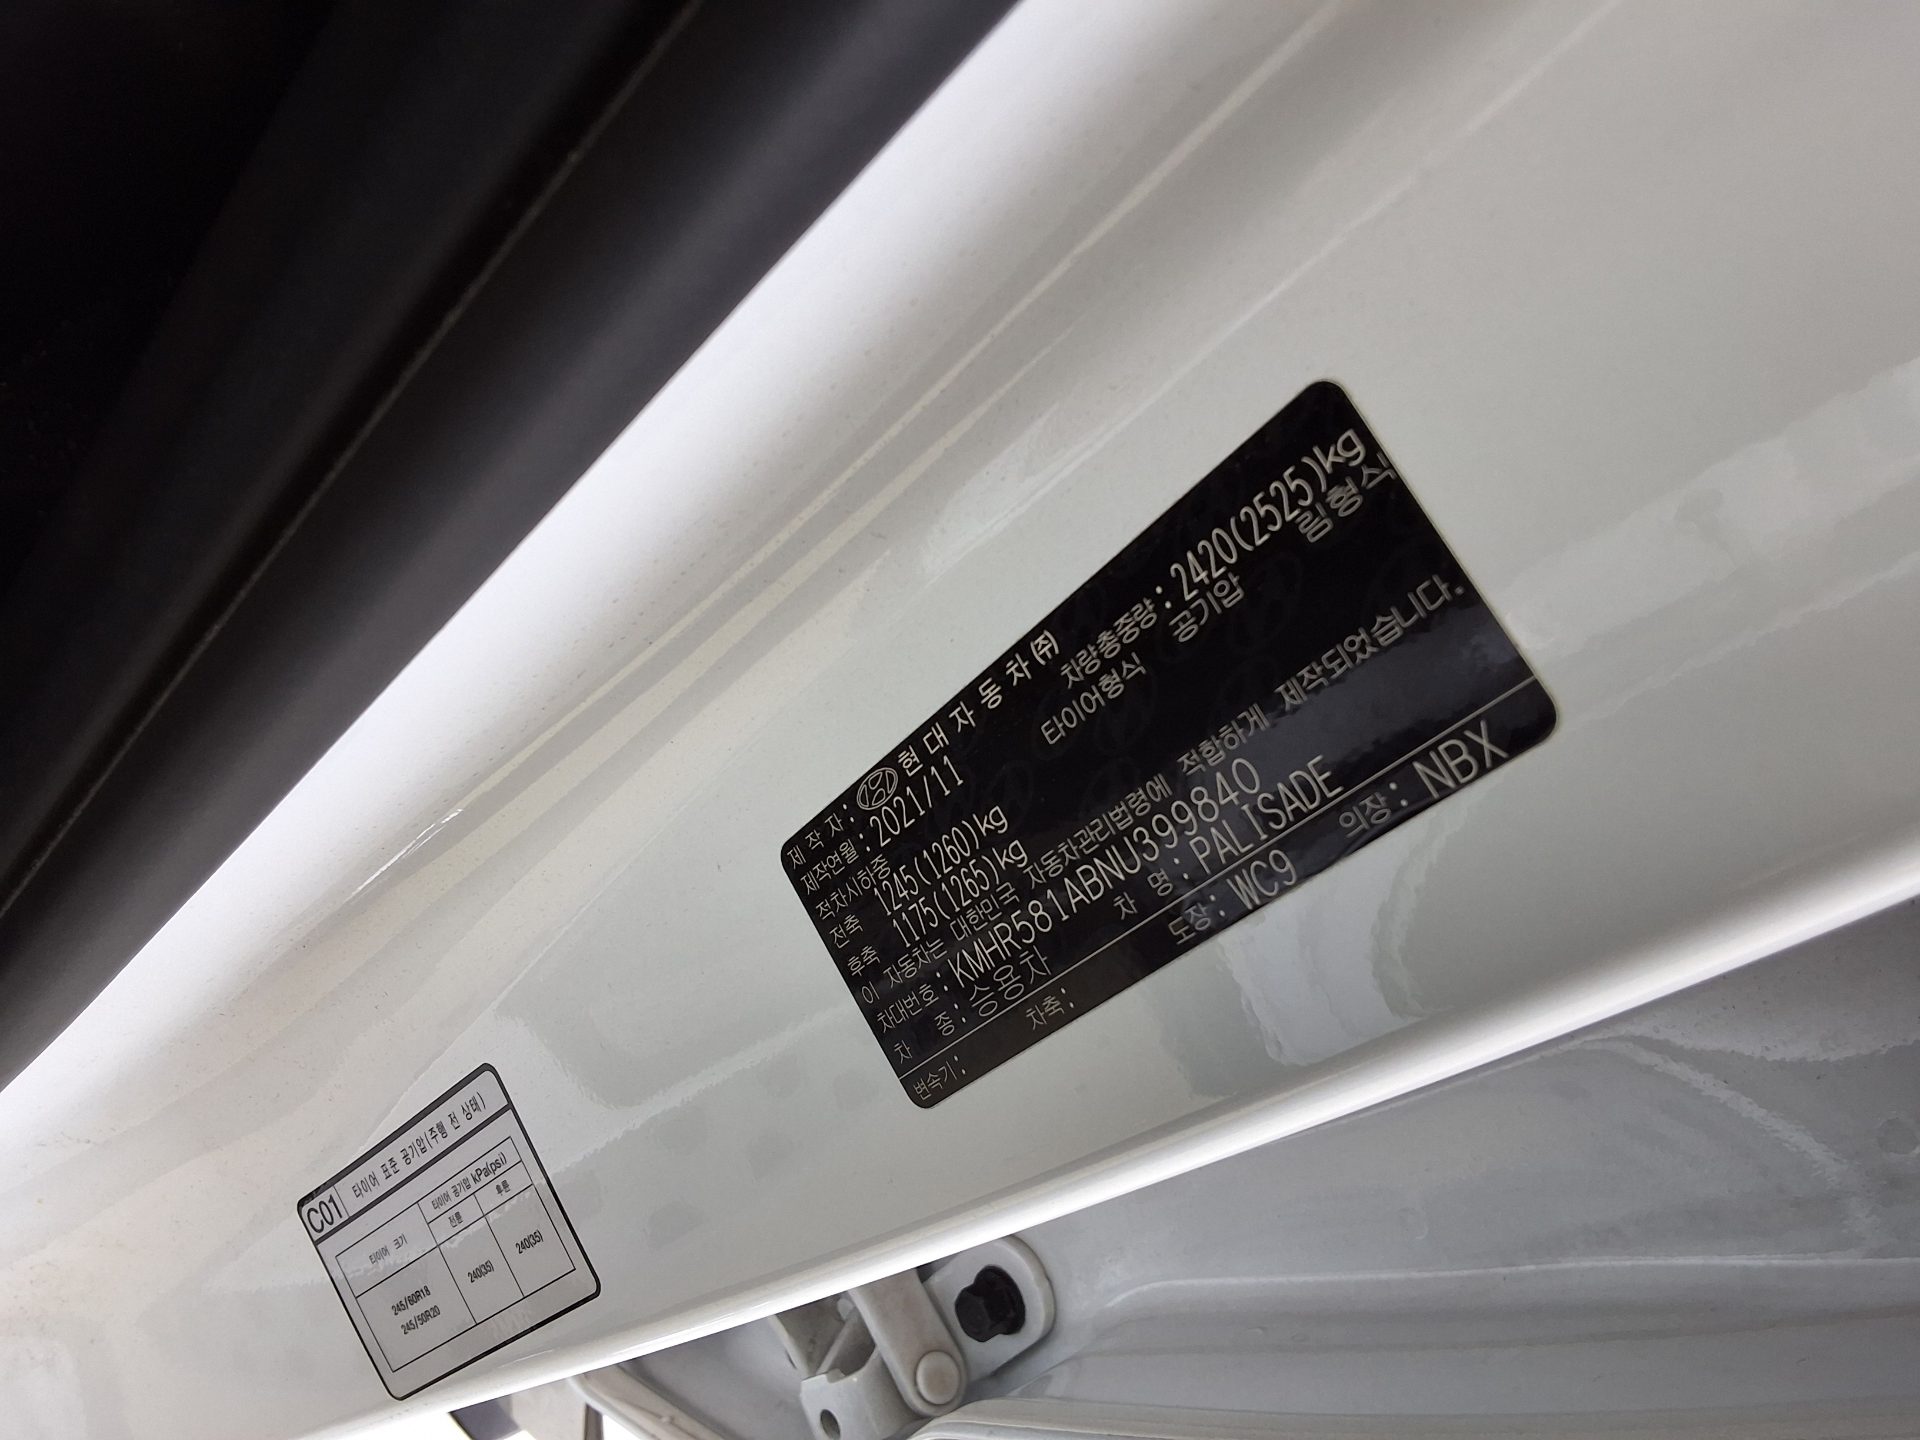 제 작 자 : 현 대 자 동 차 ㈜
제작연월 : 2021/11 차량총중량 : 2420(2525)kg
적차시하중 타이어형식 공기압 림형식
전축 1245(1260)kg
후축 1175(1265)kg
이 자동차는 대한민국 자동차관리법령에 적합하게 제작되었습니다.
차대번호 : KMHR581ABNU399840
차 종 : 승용차 차 명 : PALISADE
변속기 : 차축 : 도장 : WC9 의장 : NBX
C01 타이어 표준 공기압(주행 전 상태)
타이어 크기 타이어 공기압 kPa(psi)
전륜 후륜
245/60R18 240(35) 240(35)
245/50R20